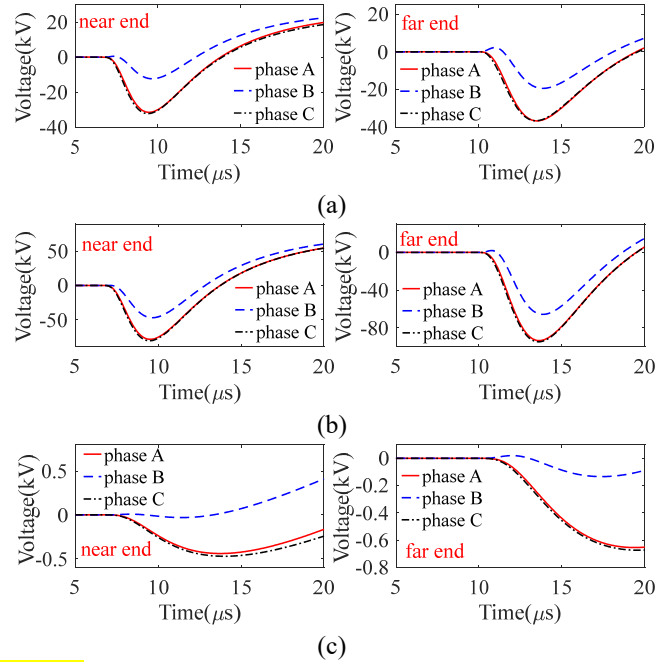 near end
Voltage(kV)
20
0
-20
-40
phase A
phase B
phase C
5
10
15
20
Time(μs)
far end
Voltage(kV)
20
0
-20
-40
phase A
phase B
phase C
5
10
15
20
Time(μs)
(a)
near end
Voltage(kV)
50
0
-50
phase A
phase B
phase C
5
10
15
20
Time(μs)
far end
Voltage(kV)
0
-40
-80
phase A
phase B
phase C
5
10
15
20
Time(μs)
(b)
Voltage(kV)
0.5
0
-0.5
phase A
phase B
phase C
near end
5
10
15
20
Time(μs)
Voltage(kV)
0
-0.2
-0.4
-0.6
-0.8
phase A
phase B
phase C
far end
5
10
15
20
Time(μs)
(c)